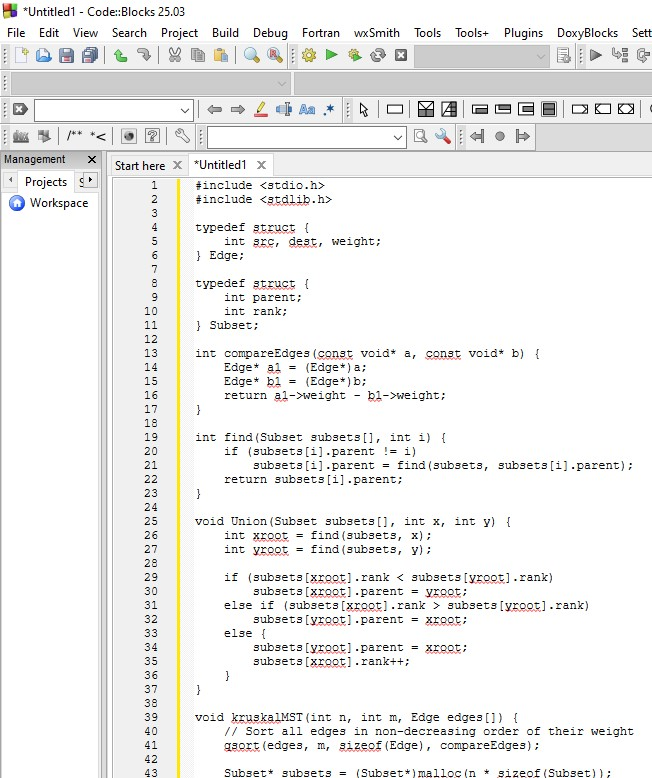 *Untitled1 - Code::Blocks 25.03
File Edit View Search Project Build Debug Fortran wxSmith Tools Tools+ Plugins DoxyBlocks Sett
Aa .*
/** *<
Management
Start here *Untitled1
Projects S
Workspace
1 #include <stdio.h>
2 #include <stdlib.h>
3
4 typedef struct {
5 int src, dest, weight;
6 } Edge;
7
8 typedef struct {
9 int parent;
10 int rank;
11 } Subset;
12
13 int compareEdges(const void* a, const void* b) {
14 Edge* a1 = (Edge*)a;
15 Edge* b1 = (Edge*)b;
16 return a1->weight - b1->weight;
17 }
18
19 int find(Subset subsets[], int i) {
20 if (subsets[i].parent != i)
21 subsets[i].parent = find(subsets, subsets[i].parent);
22 return subsets[i].parent;
23 }
24
25 void Union(Subset subsets[], int x, int y) {
26 int xroot = find(subsets, x);
27 int yroot = find(subsets, y);
28
29 if (subsets[xroot].rank < subsets[yroot].rank)
30 subsets[xroot].parent = yroot;
31 else if (subsets[xroot].rank > subsets[yroot].rank)
32 subsets[yroot].parent = xroot;
33 else {
34 subsets[yroot].parent = xroot;
35 subsets[xroot].rank++;
36 }
37 }
38
39 void kruskalMST(int n, int m, Edge edges[]) {
40 // Sort all edges in non-decreasing order of their weight
41 qsort(edges, m, sizeof(Edge), compareEdges);
42
43 Subset* subsets = (Subset*)malloc(n * sizeof(Subset));